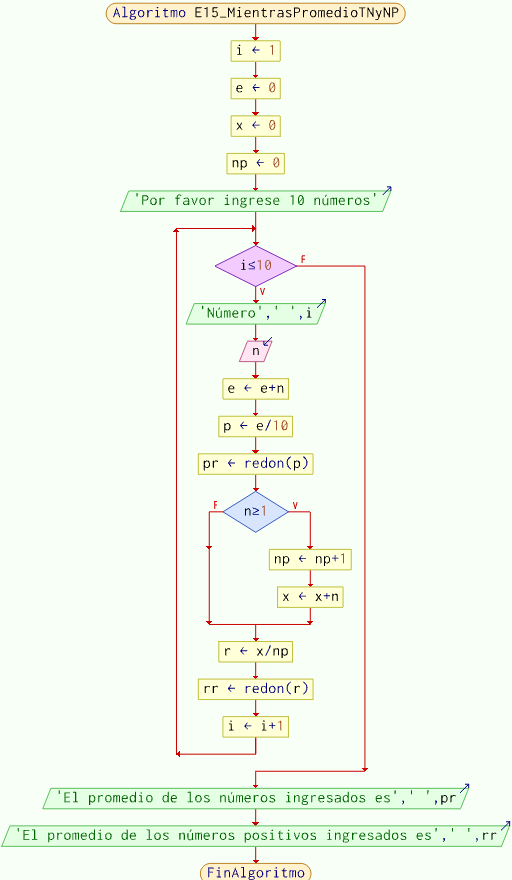 Algoritmo E15_MientrasPromedioTNyNP
i ← 1
e ← 0
x ← 0
np ← 0
'Por favor ingrese 10 números'
i≤10
F
V
'Número',' ',i
n
e ← e+n
p ← e/10
pr ← redon(p)
n≥1
F
V
np ← np+1
x ← x+n
r ← x/np
rr ← redon(r)
i ← i+1
'El promedio de los números ingresados es',' ',pr
'El promedio de los números positivos ingresados es',' ',rr
FinAlgoritmo